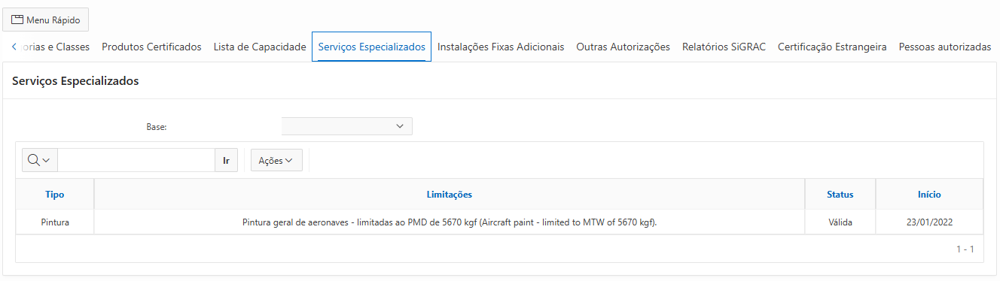 Menu Rápido
orias e Classes Produtos Certificados Lista de Capacidade Serviços Especializados Instalações Fixas Adicionais Outras Autorizações Relatórios SiGRAC Certificação Estrangeira Pessoas autorizadas
Serviços Especializados
Base:
Ir Ações
Tipo Limitações Status Início
Pintura Pintura geral de aeronaves - limitadas ao PMD de 5670 kgf (Aircraft paint - limited to MTW of 5670 kgf). Válida 23/01/2022
1 - 1